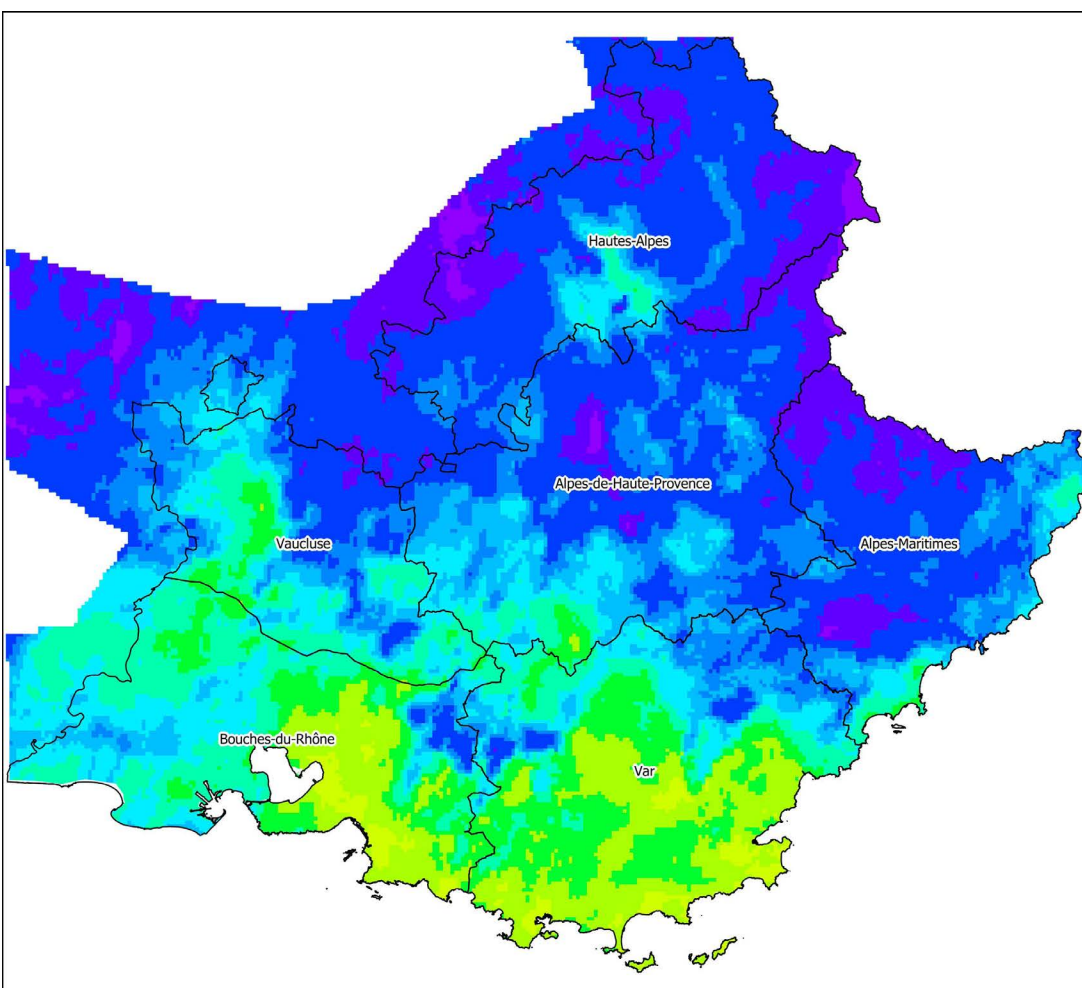 Hautes-Alpes
Alpes-de-Haute-Provence
Vaucluse
Alpes-Maritimes
Bouches-du-Rhône
Var